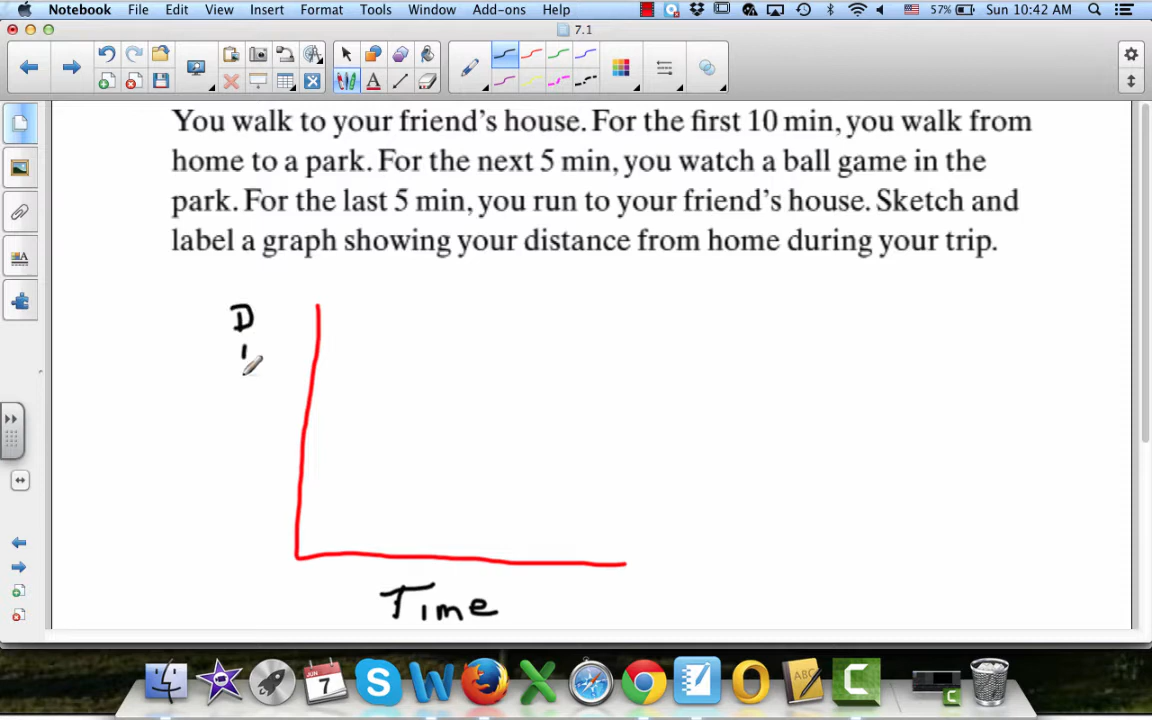 Notebook File Edit View Insert Format Tools Window Add-ons Help 57% Sun 10:42 AM
7.1
You walk to your friend's house. For the first 10 min, you walk from
home to a park. For the next 5 min, you watch a ball game in the
park. For the last 5 min, you run to your friend's house. Sketch and
label a graph showing your distance from home during your trip.
D
I
Time
JUN
7